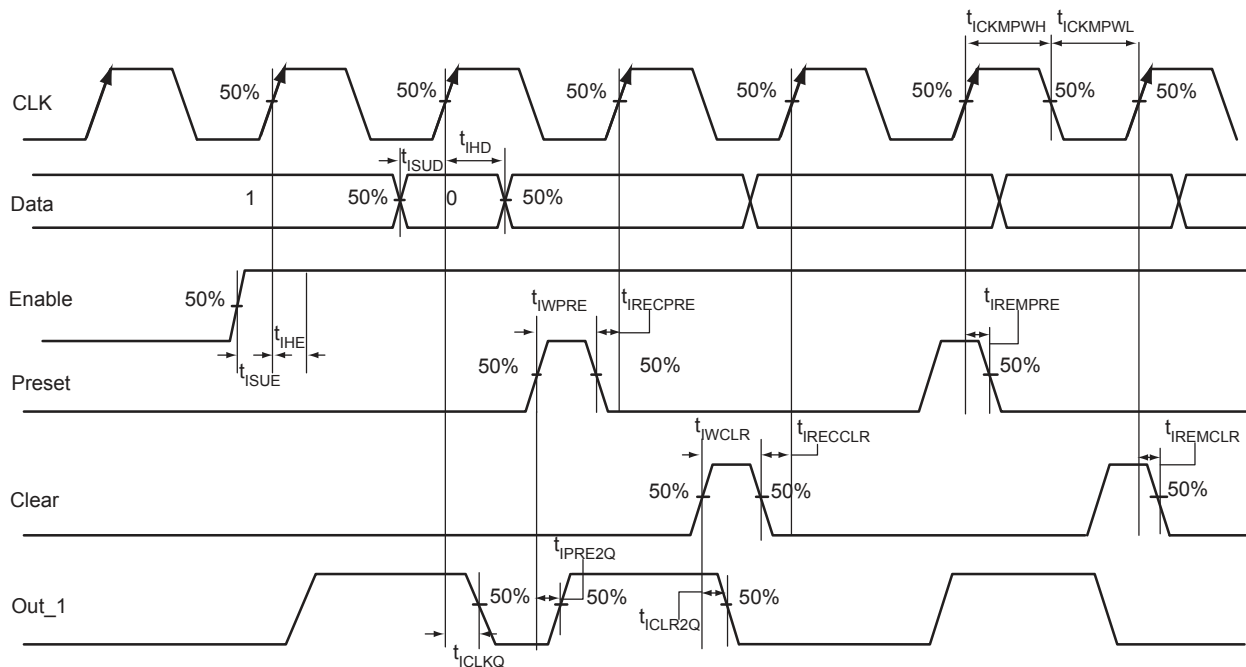 tICKMPWH tICKMPWL
CLK
50% 50% 50% 50% 50% 50% 50%
tISUD tIHD
Data
1 50% 0 50%
Enable
50%
tIHE
tISUE
tIWPRE tIRECPRE tIREMPRE
Preset
50% 50% 50%
tIWCLR tIRECCLR tIREMCLR
Clear
50% 50% 50%
tIPRE2Q
Out_1
50% 50% 50%
tICLKQ
tICLR2Q